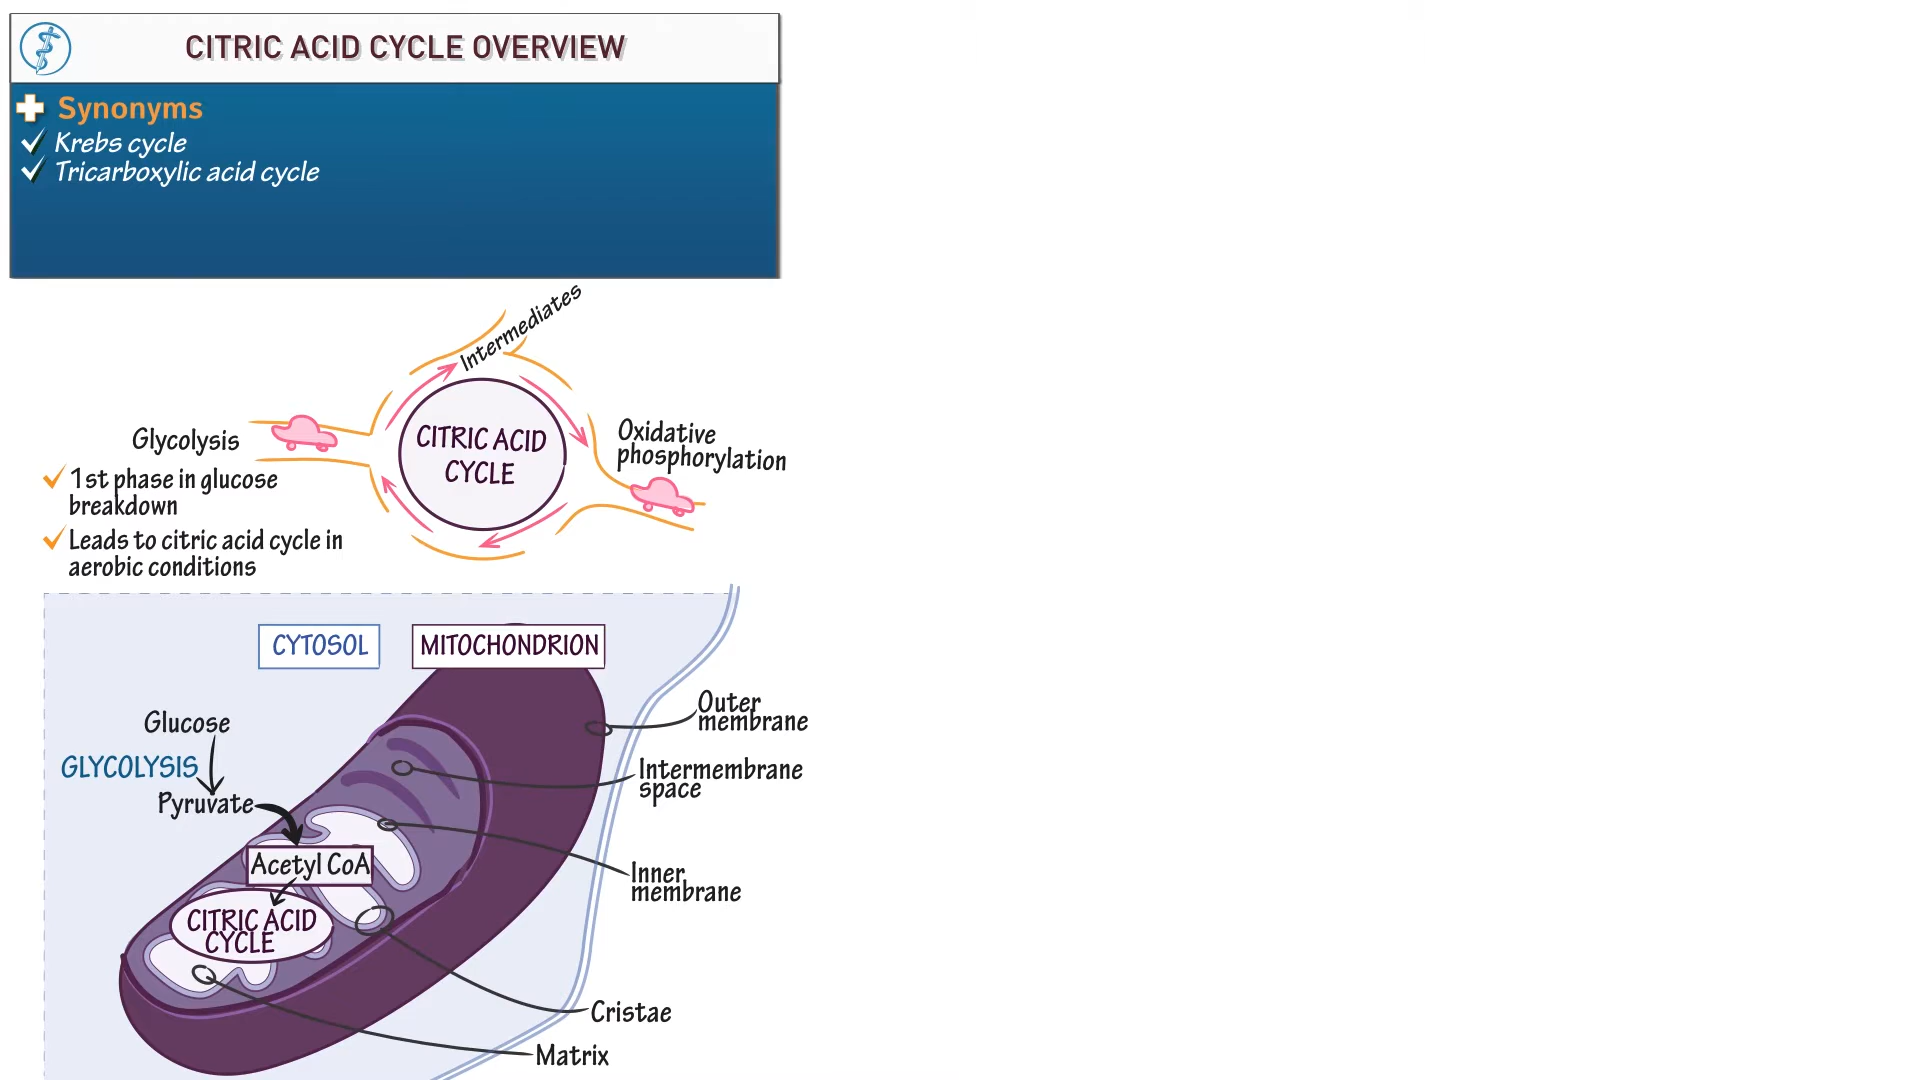 CITRIC ACID CYCLE OVERVIEW
Synonyms
Krebs cycle
Tricarboxylic acid cycle
Intermediates
Glycolysis
1st phase in glucose
breakdown
Leads to citric acid cycle in
aerobic conditions
CITRIC ACID
CYCLE
Oxidative
phosphorylation
CYTOSOL
MITOCHONDRION
Glucose
GLYCOLYSIS
Pyruvate
Acetyl CoA
CITRIC ACID
CYCLE
Outer
membrane
Intermembrane
space
Inner
membrane
Cristae
Matrix